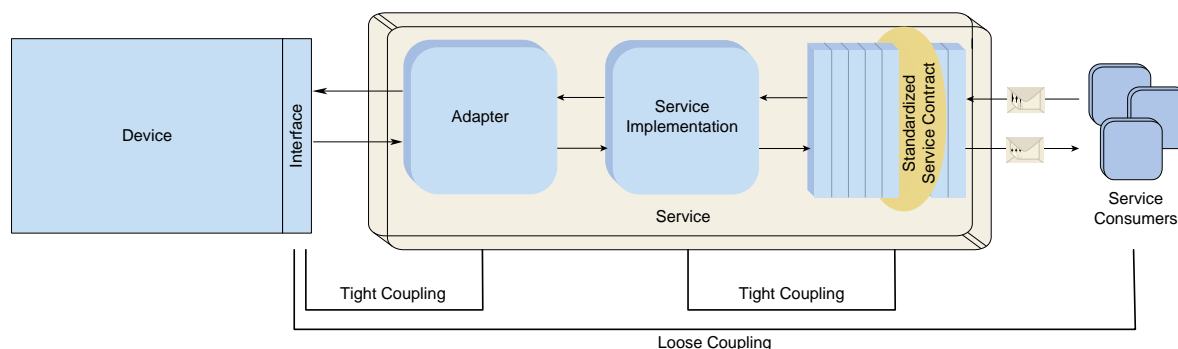 Device
Interface
Adapter
Service
Implementation
Standardized
Service Contract
Service
Service
Consumers
Tight Coupling
Tight Coupling
Loose Coupling